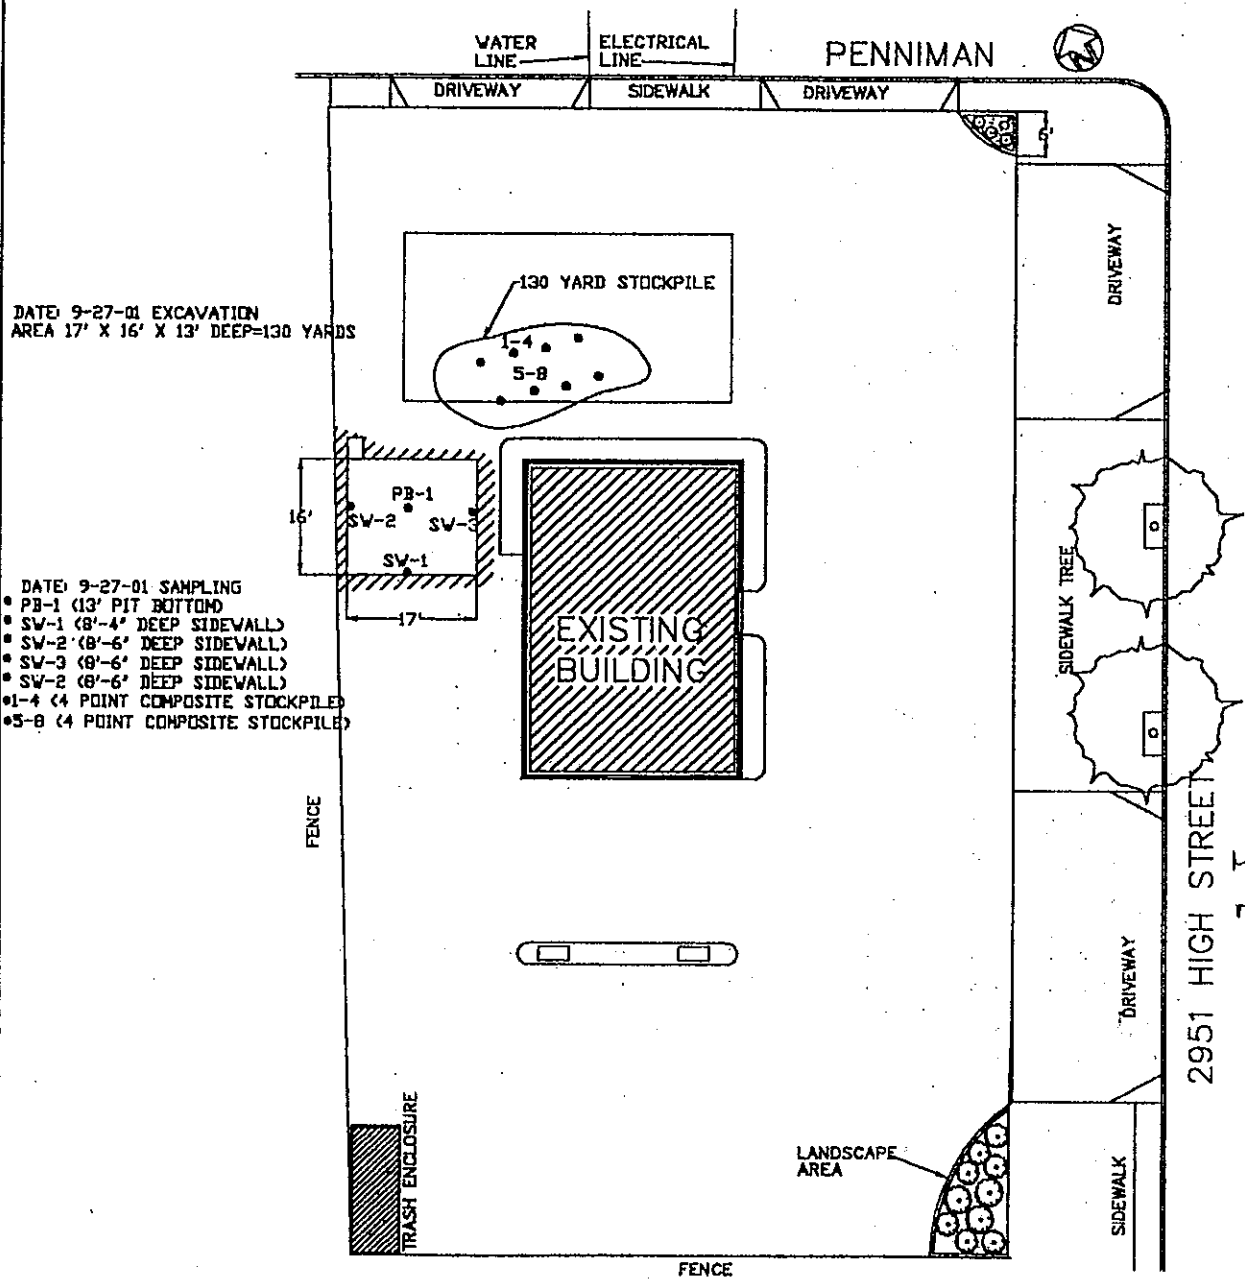 WATER
LINE
ELECTRICAL
LINE
PENNIMAN
N
DRIVEWAY
SIDEWALK
DRIVEWAY
6'
DRIVEWAY
130 YARD STOCKPILE
DATE: 9-27-01 EXCAVATION
AREA 17' X 16' X 13' DEEP=130 YARDS
1-4
5-8
16'
PB-1
SW-2
SW-3
SW-1
17'
DATE: 9-27-01 SAMPLING
PB-1 (13' PIT BOTTOM)
SW-1 (8'-4" DEEP SIDEWALL)
SW-2 (8'-6" DEEP SIDEWALL)
SW-3 (8'-6" DEEP SIDEWALL)
SW-2 (8'-6" DEEP SIDEWALL)
1-4 (4 POINT COMPOSITE STOCKPILE)
5-8 (4 POINT COMPOSITE STOCKPILE)
EXISTING
BUILDING
SIDEWALK TREE
FENCE
2951 HIGH STREET
DRIVEWAY
TRASH ENCLOSURE
LANDSCAPE
AREA
SIDEWALK
FENCE